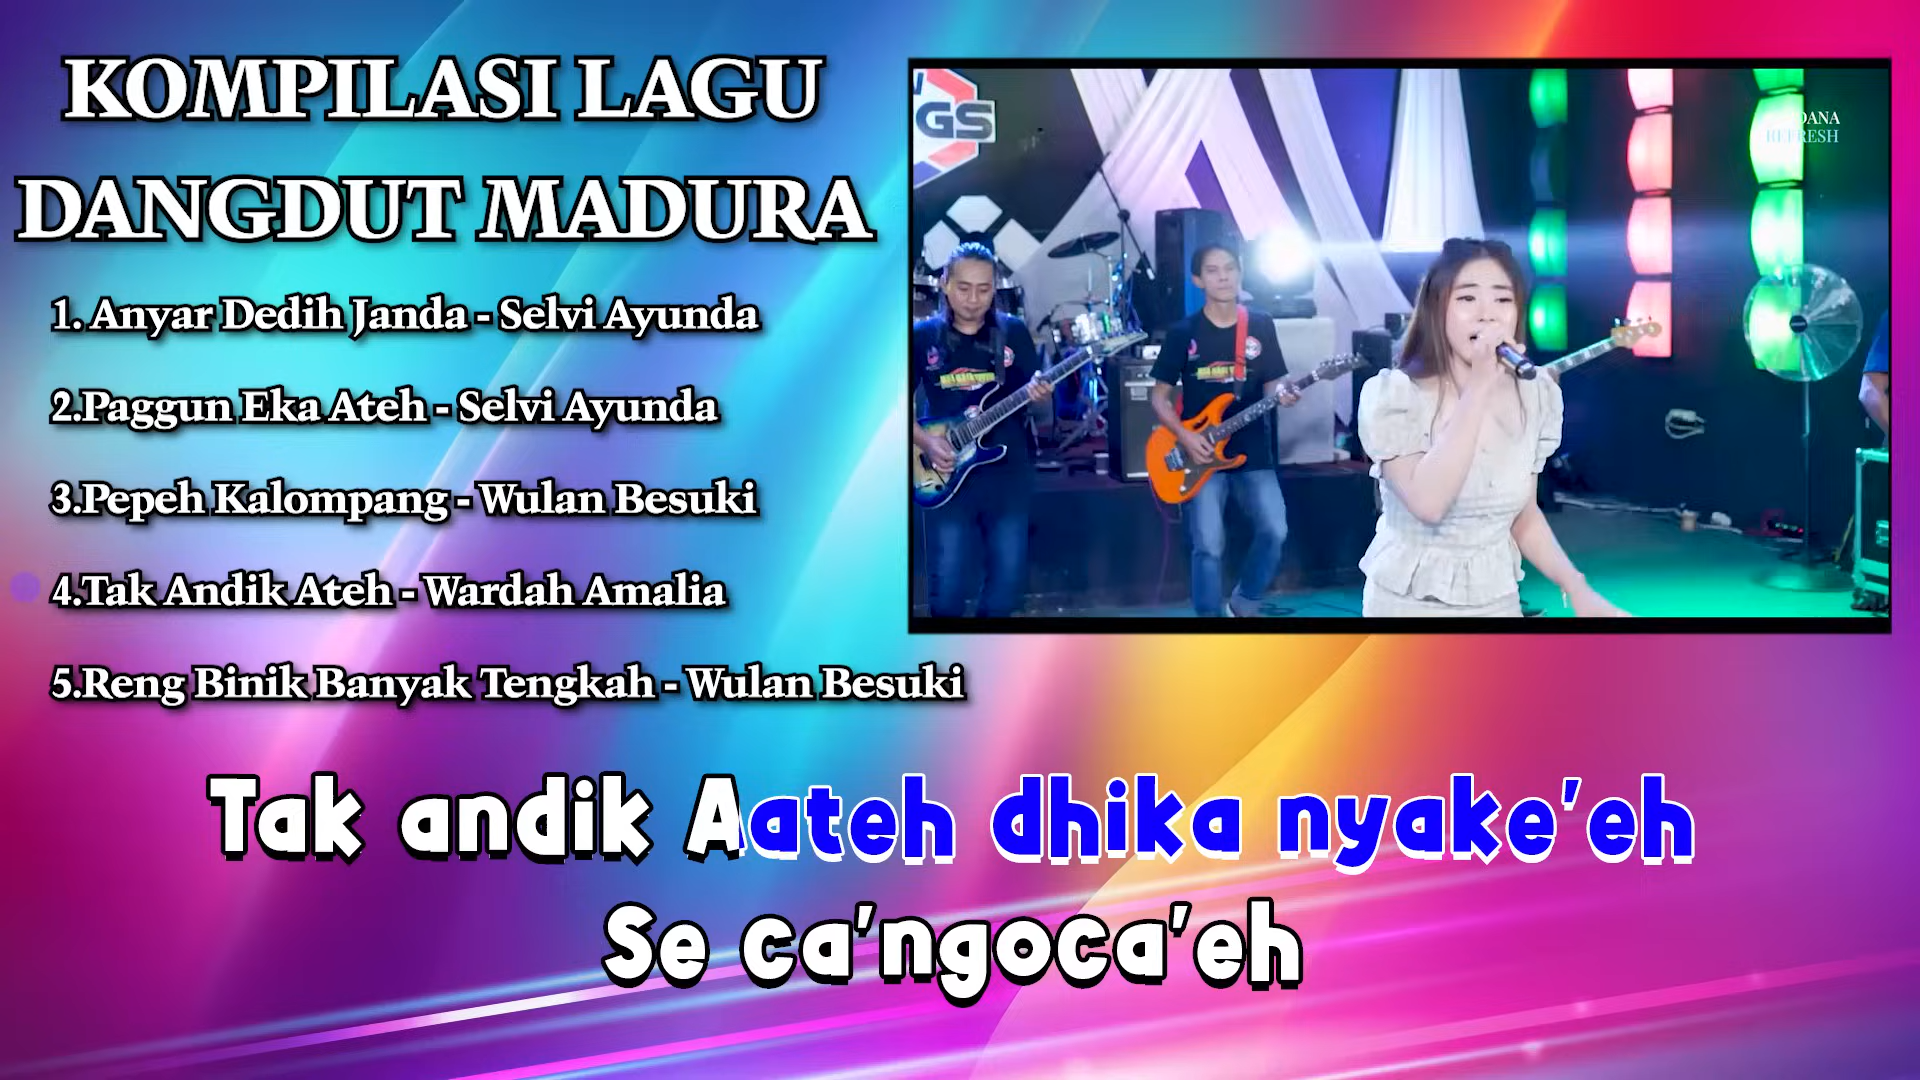 KOMPILASI LAGU
DANGDUT MADURA
1. Anyar Dedih Janda - Selvi Ayunda
2.Paggun Eka Ateh - Selvi Ayunda
3.Pepeh Kalompang - Wulan Besuki
4.Tak Andik Ateh - Wardah Amalia
5.Reng Binik Banyak Tengkah - Wulan Besuki
GS
DANA
REFRESH
Tak andik Aateh dhika nyake'eh
Se ca'ngoca'eh